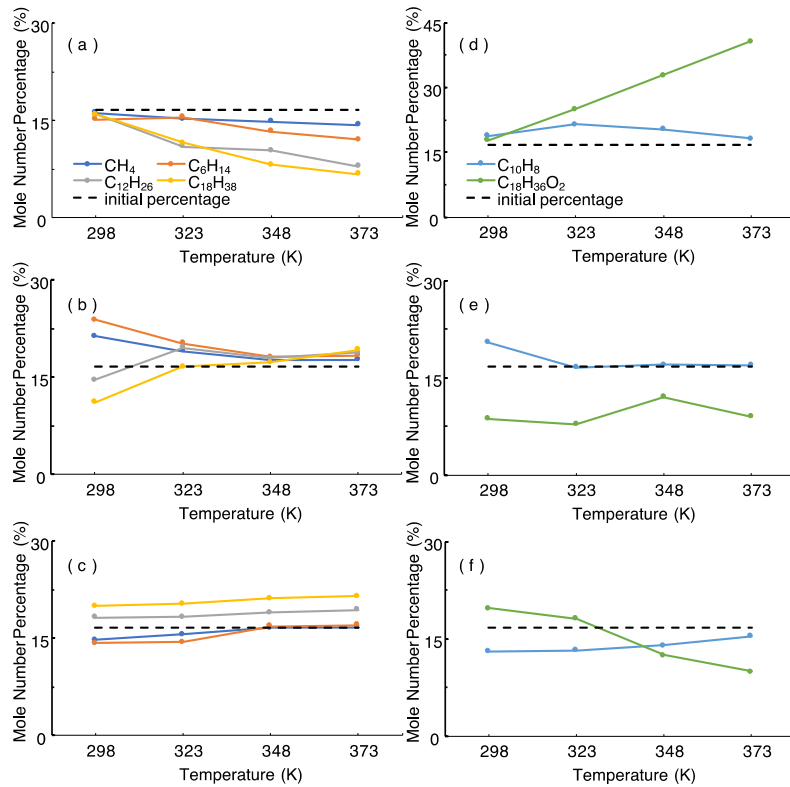 Mole Number Percentage (%)
30
15
0
( a )
CH4
C6H14
C12H26
C18H38
initial percentage
298
323
348
373
Temperature (K)
Mole Number Percentage (%)
45
30
15
0
( d )
C10H8
C18H36O2
initial percentage
298
323
348
373
Temperature (K)
Mole Number Percentage (%)
30
15
0
( b )
298
323
348
373
Temperature (K)
Mole Number Percentage (%)
30
15
0
( e )
298
323
348
373
Temperature (K)
Mole Number Percentage (%)
30
15
0
( c )
298
323
348
373
Temperature (K)
Mole Number Percentage (%)
30
15
0
( f )
298
323
348
373
Temperature (K)